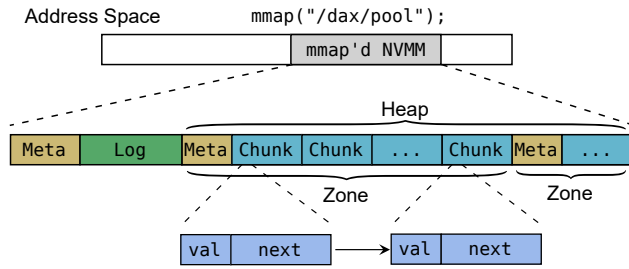 Address Space mmap("/dax/pool");
mmap'd NVMM
Heap
Meta Log Meta Chunk Chunk ... Chunk Meta ...
Zone Zone
val next val next